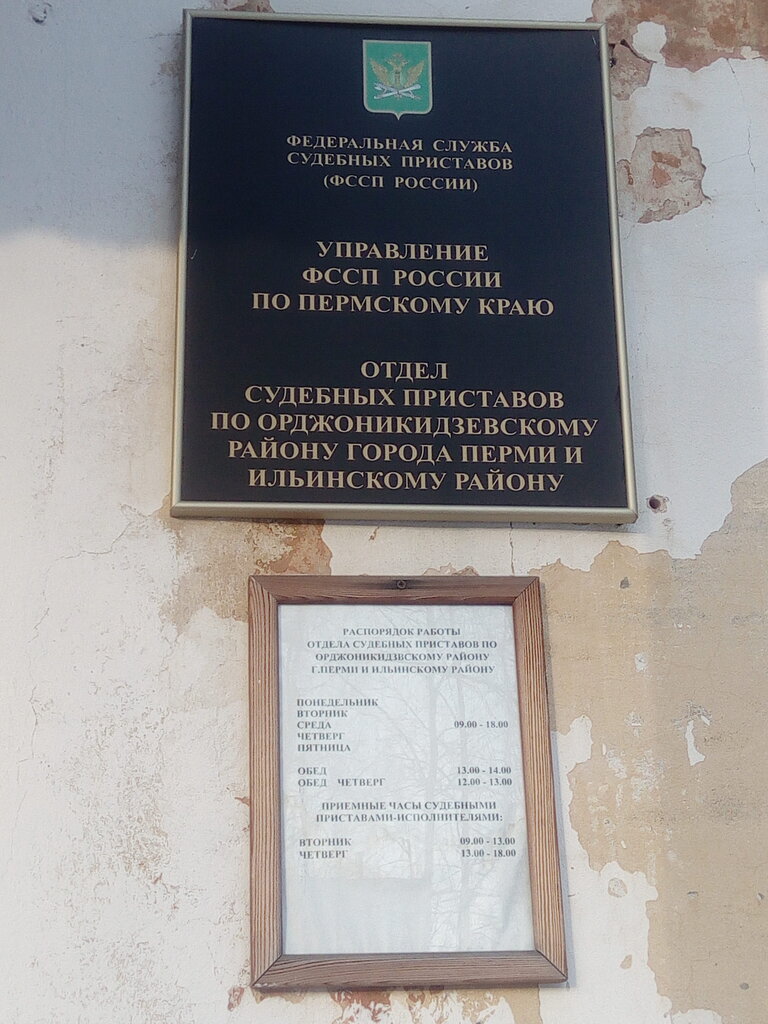 ФЕДЕРАЛЬНАЯ СЛУЖБА
СУДЕБНЫХ ПРИСТАВОВ
(ФССП РОССИИ)
УПРАВЛЕНИЕ
ФССП РОССИИ
ПО ПЕРМСКОМУ КРАЮ
ОТДЕЛ
СУДЕБНЫХ ПРИСТАВОВ
ПО ОРДЖОНИКИДЗЕВСКОМУ
РАЙОНУ ГОРОДА ПЕРМИ И
ИЛЬИНСКОМУ РАЙОНУ
РАСПОРЯДОК РАБОТЫ
ОТДЕЛА СУДЕБНЫХ ПРИСТАВОВ ПО
ОРДЖОНИКИДЗВСКОМУ РАЙОНУ
Г.ПЕРМИ И ИЛЬИНСКОМУ РАЙОНУ
ПОНЕДЕЛЬНИК
ВТОРНИК
СРЕДА 09.00 - 18.00
ЧЕТВЕРГ
ПЯТНИЦА
ОБЕД 13.00 - 14.00
ОБЕД ЧЕТВЕРГ 12.00 - 13.00
ПРИЕМНЫЕ ЧАСЫ СУДЕБНЫМИ
ПРИСТАВАМИ-ИСПОЛНИТЕЛЯМИ:
ВТОРНИК 09.00 - 13.00
ЧЕТВЕРГ 13.00 - 18.00